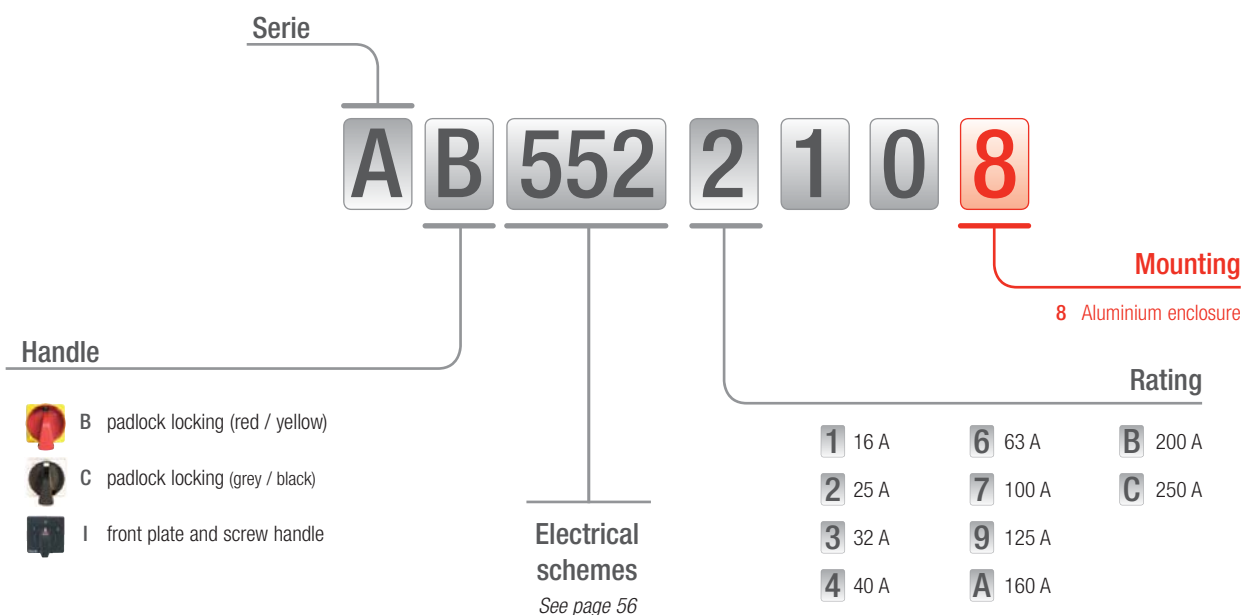 Serie
A B 552 2 1 0 8
Mounting
8 Aluminium enclosure
Handle
B padlock locking (red / yellow)
C padlock locking (grey / black)
I front plate and screw handle
Electrical
schemes
See page 56
Rating
1 16 A 6 63 A B 200 A
2 25 A 7 100 A C 250 A
3 32 A 9 125 A
4 40 A A 160 A